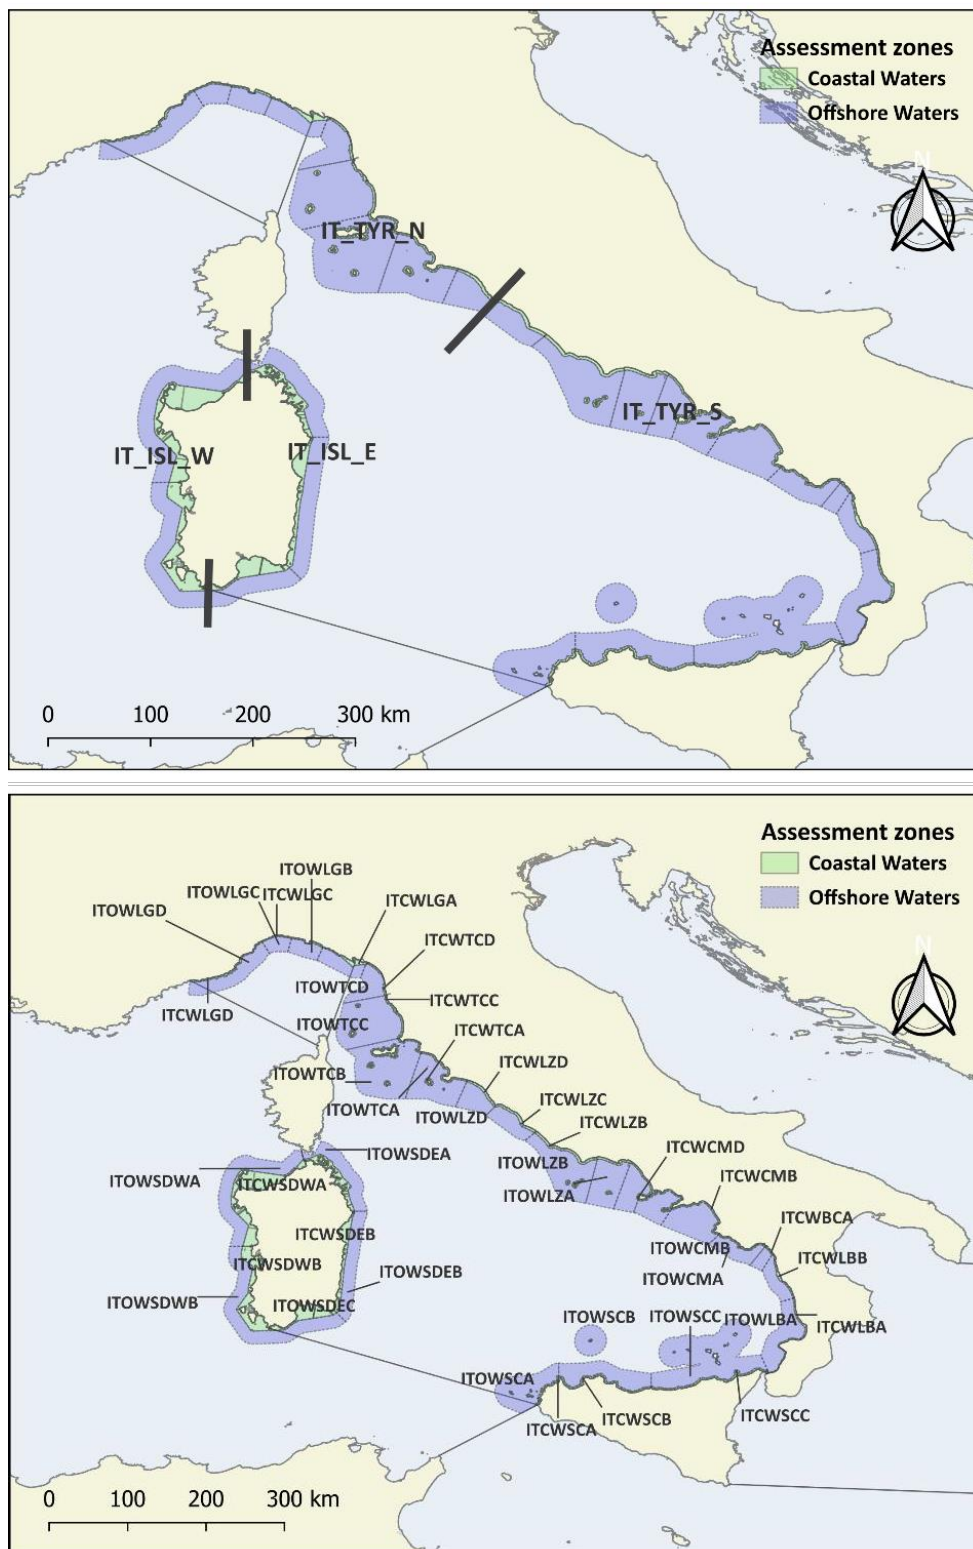 Assessment zones
Coastal Waters
Offshore Waters
N
IT_TYR_N
IT_TYR_S
IT_ISL_W
IT_ISL_E
0 100 200 300 km
Assessment zones
Coastal Waters
Offshore Waters
N
ITOWLGB
ITOWLGC
ITCWLGC
ITCWLGA
ITOWLGD
ITCWTCD
ITOWTCD
ITCWTCC
ITCWLGD
ITOWTCC
ITCWTCA
ITCWLZD
ITOWTCB
ITOWTCA
ITOWLZD
ITCWLZC
ITCWLZB
ITOWSDEA
ITCWCMD
ITOWLZB
ITOWSDWA
ITCWSDWA
ITOWLZA
ITCWCMB
ITCWBCA
ITCWSDEB
ITOWCMB
ITCWLBB
ITCWSDWB
ITOWSDEB
ITOWCMA
ITOWSDWB
ITOWSDEC
ITOWSCB
ITOWSCC
ITOWLBA
ITCWLBA
ITOWSCA
ITCWSCA
ITCWSCB
ITCWSCC
0 100 200 300 km